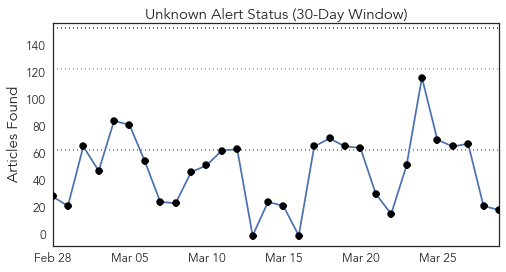 Unknown Alert Status (30-Day Window)
Articles Found
140
120
100
80
60
40
20
0
Feb 28 Mar 05 Mar 10 Mar 15 Mar 20 Mar 25